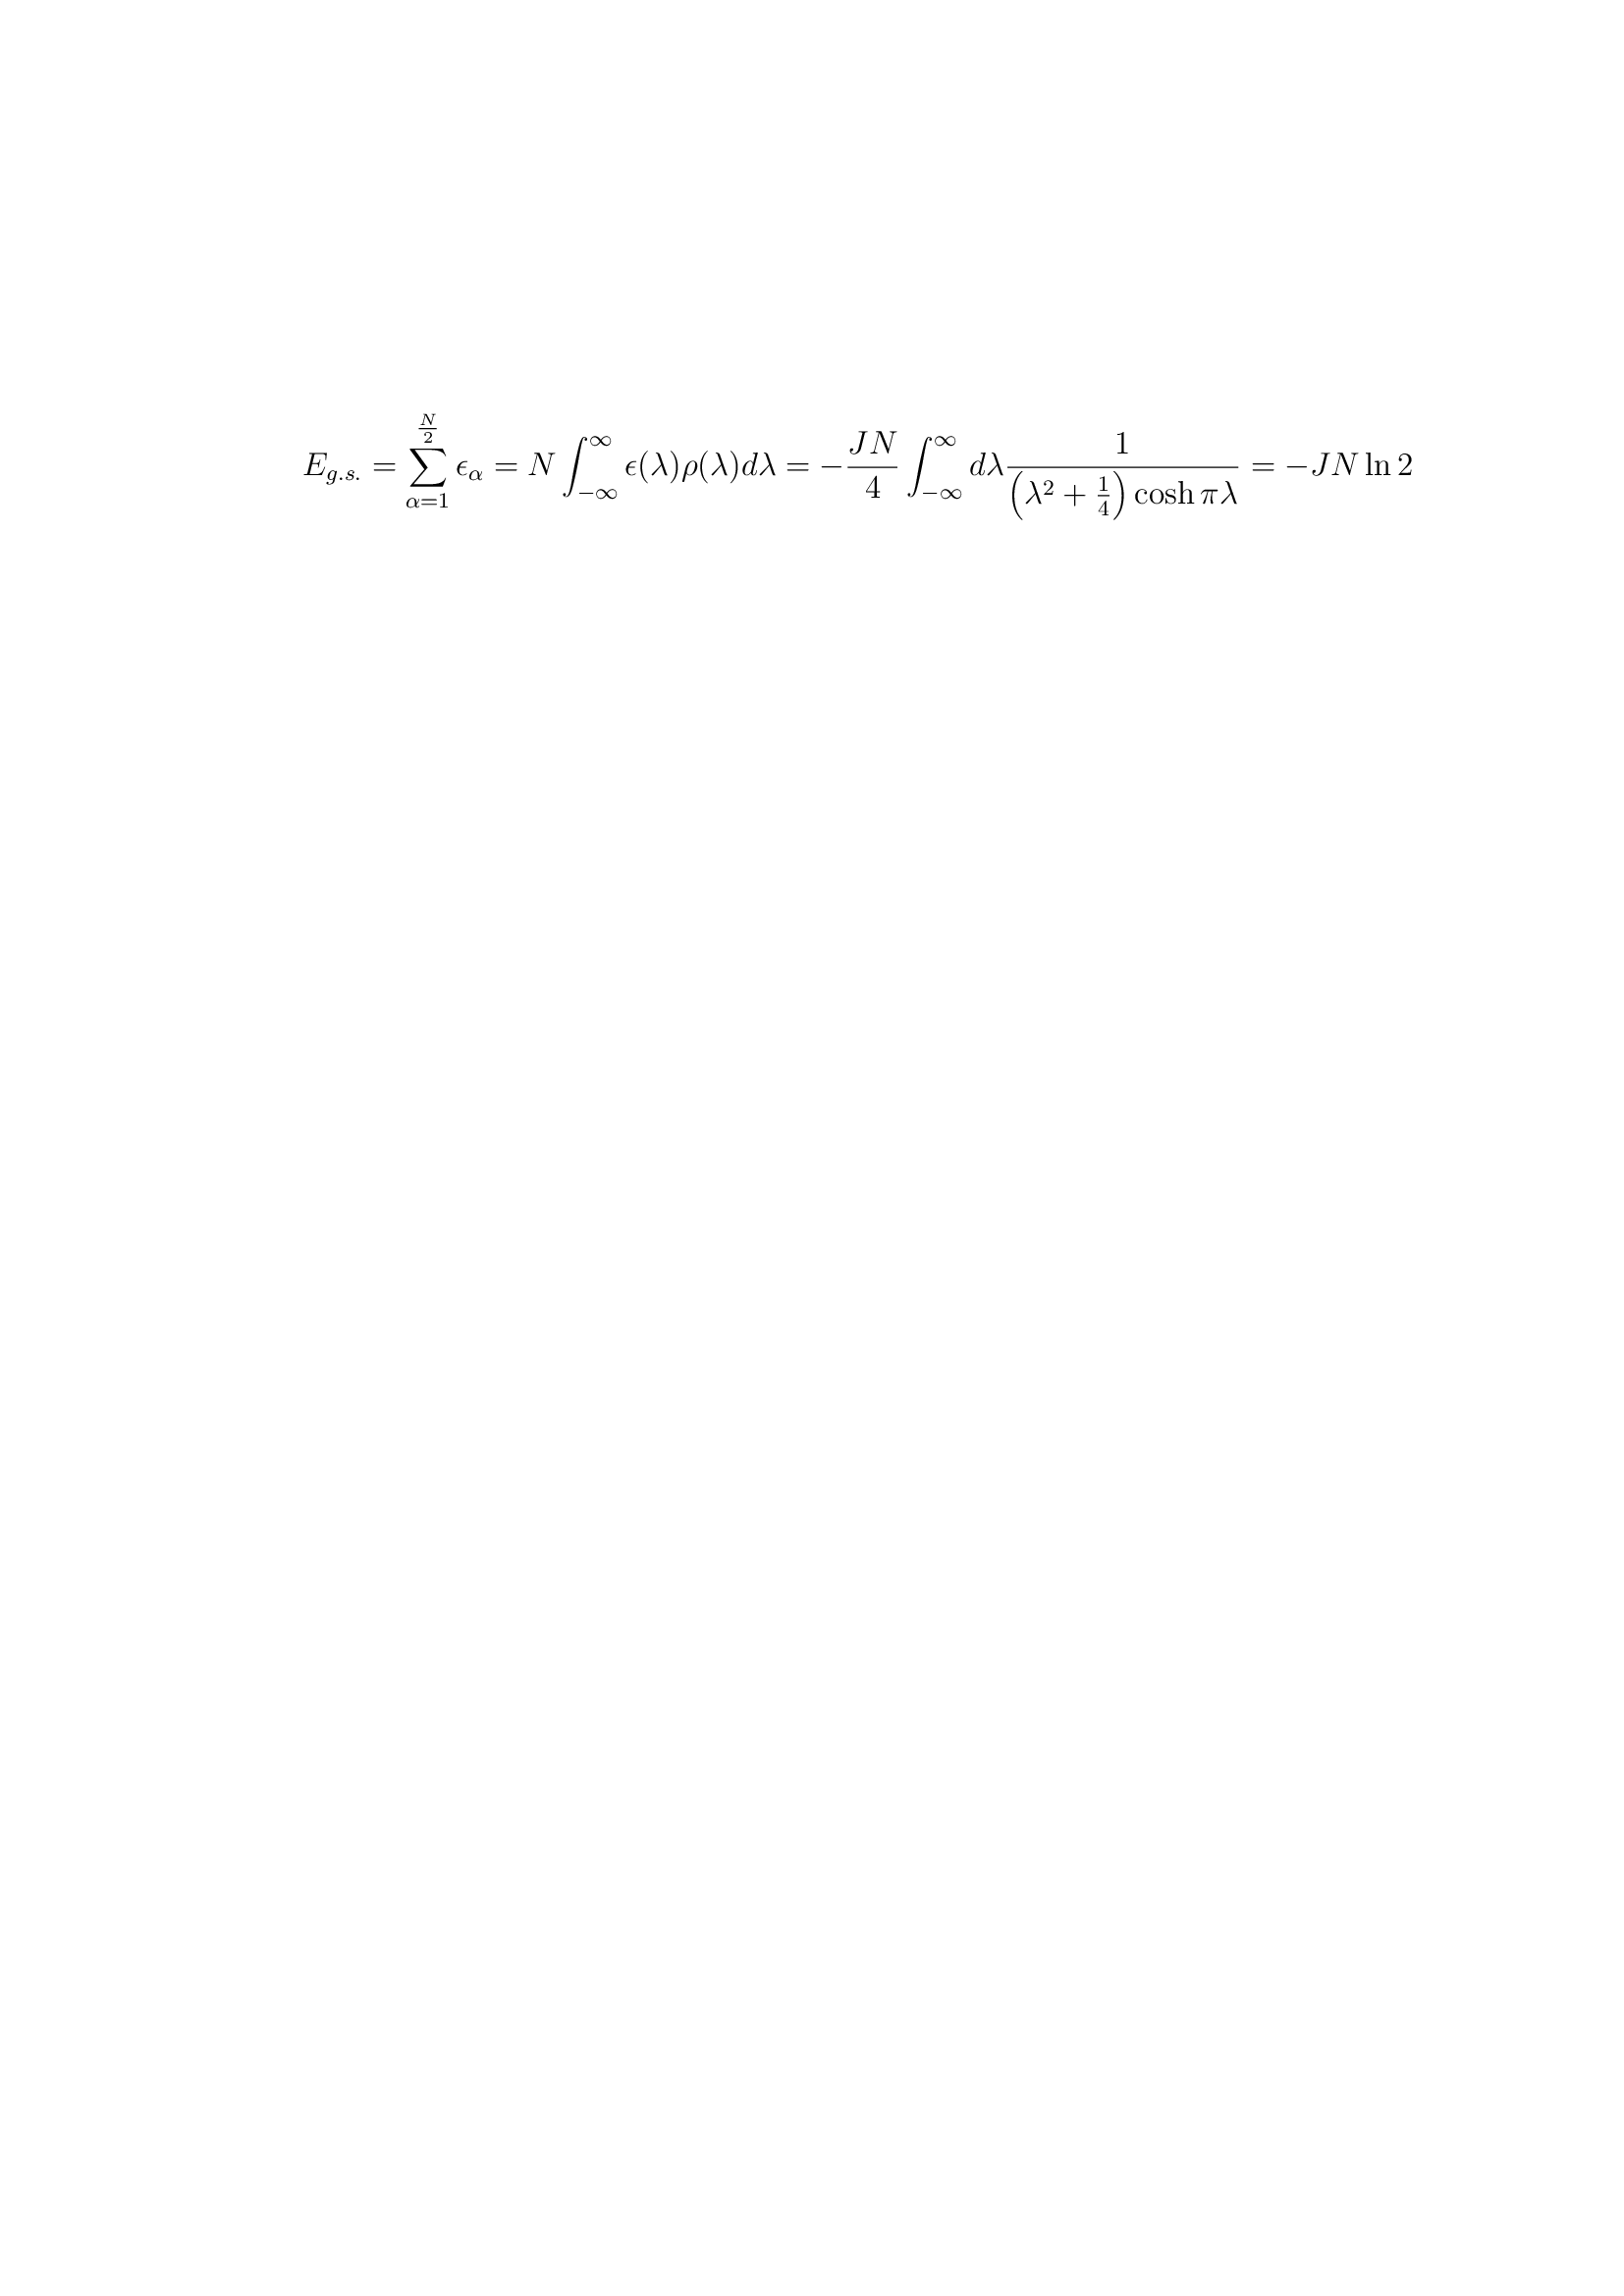 $E_{g.s.} = \sum_{\alpha=1}^{\frac{N}{2}} \epsilon_{\alpha} = N \int_{-\infty}^{\infty} \epsilon(\lambda)\rho(\lambda)d\lambda = -\frac{JN}{4} \int_{-\infty}^{\infty} d\lambda \frac{1}{\left(\lambda^2 + \frac{1}{4}\right) \cosh \pi\lambda} = -JN \ln 2$